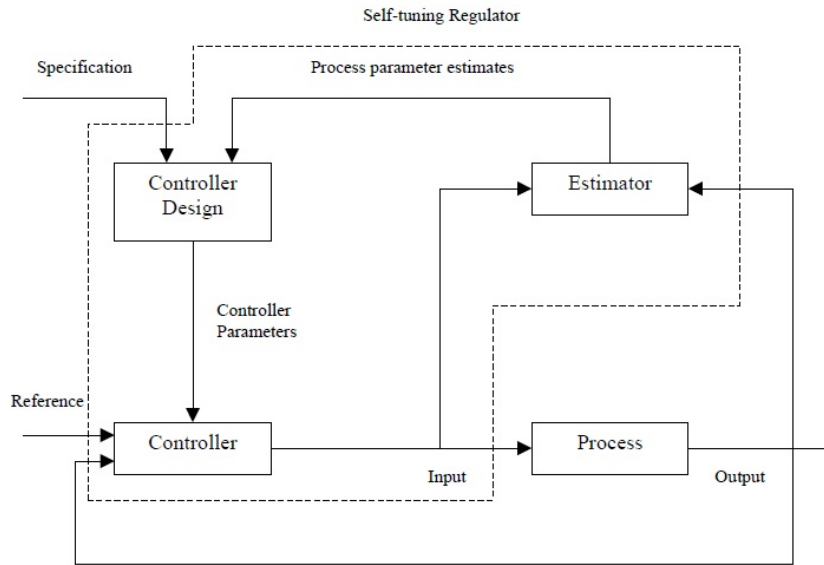 Self-tuning Regulator
Specification
Process parameter estimates
Controller
Design
Estimator
Controller
Parameters
Reference
Controller
Process
Input
Output